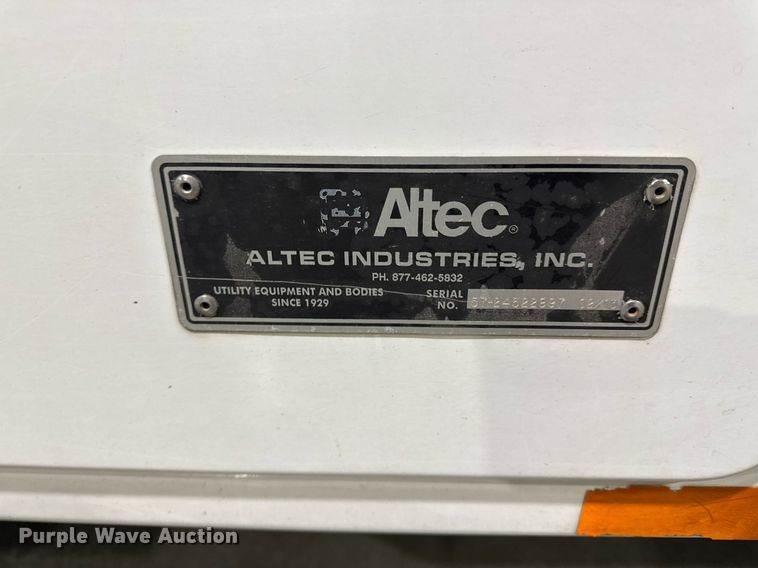 Altec®
ALTEC INDUSTRIES, INC.
PH. 877-462-5832
UTILITY EQUIPMENT AND BODIES
SINCE 1929
SERIAL
NO.
Purple Wave Auction